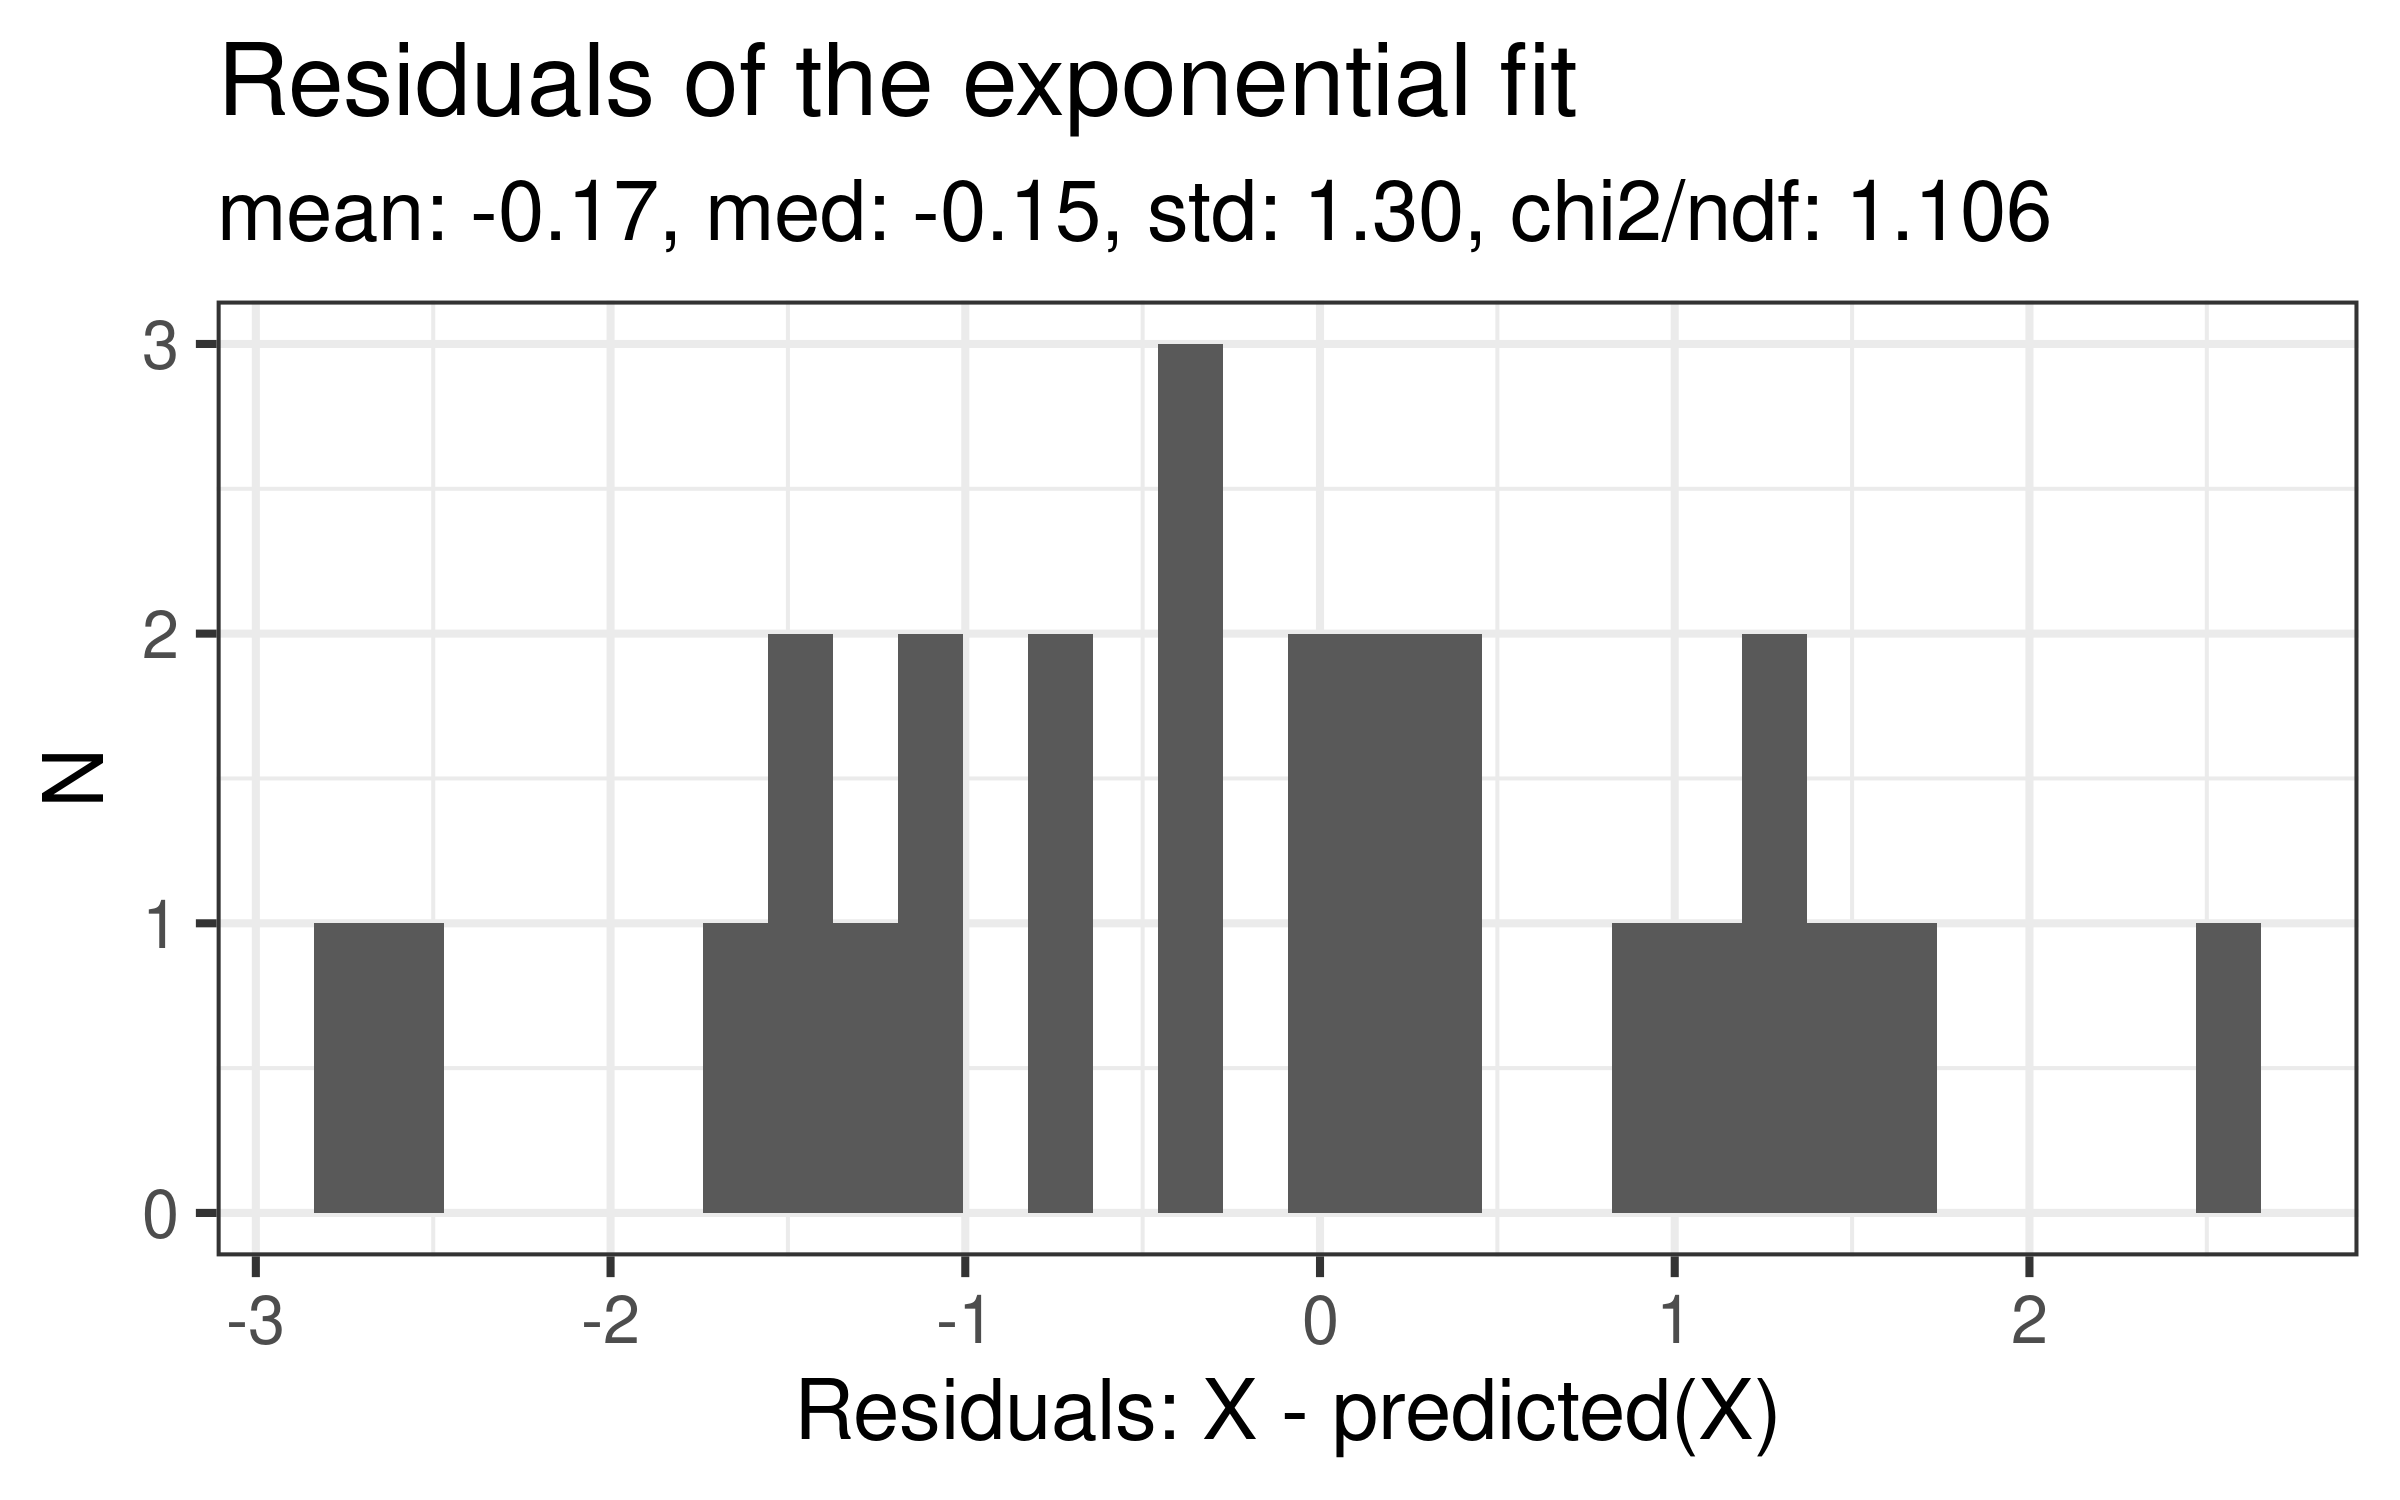 Residuals of the exponential fit
mean: -0.17, med: -0.15, std: 1.30, chi2/ndf: 1.106
3
2
1
0
N
-3 -2 -1 0 1 2
Residuals: X - predicted(X)